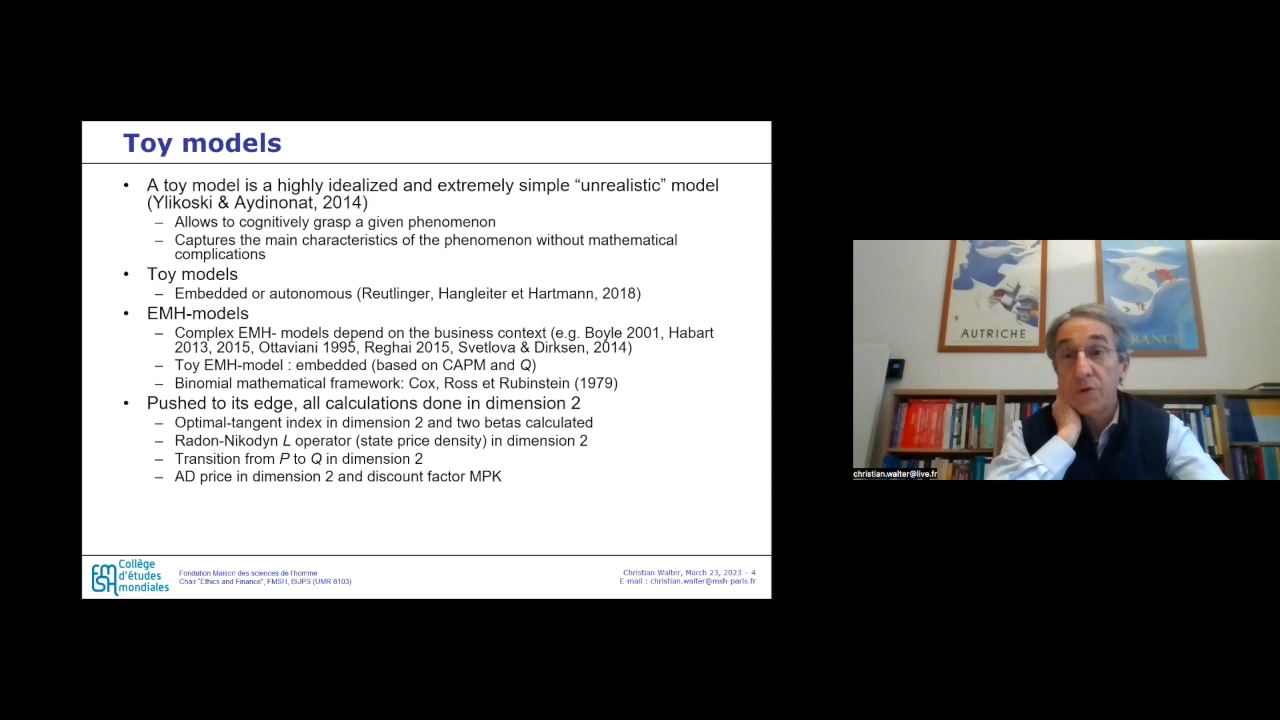 Toy models
• A toy model is a highly idealized and extremely simple “unrealistic” model
(Ylikoski & Aydinonat, 2014)
– Allows to cognitively grasp a given phenomenon
– Captures the main characteristics of the phenomenon without mathematical
complications
• Toy models
– Embedded or autonomous (Reutlinger, Hangleiter et Hartmann, 2018)
• EMH-models
– Complex EMH- models depend on the business context (e.g. Boyle 2001, Habart
2013, 2015, Ottaviani 1995, Reghai 2015, Svetlova & Dirksen, 2014)
– Toy EMH-model : embedded (based on CAPM and Q)
– Binomial mathematical framework: Cox, Ross et Rubinstein (1979)
• Pushed to its edge, all calculations done in dimension 2
– Optimal-tangent index in dimension 2 and two betas calculated
– Radon-Nikodyn L operator (state price density) in dimension 2
– Transition from P to Q in dimension 2
– AD price in dimension 2 and discount factor MPK
FMSH
Collège
d'études
mondiales
Fondation Maison des sciences de l'homme
Chair "Ethics and Finance", FMSH, ISJPS (UMR 8103)
Christian Walter, March 23, 2023 – 4
E-mail : christian.walter@msh-paris.fr
AUTRICHE
FRANCE
christian.walter@live.fr